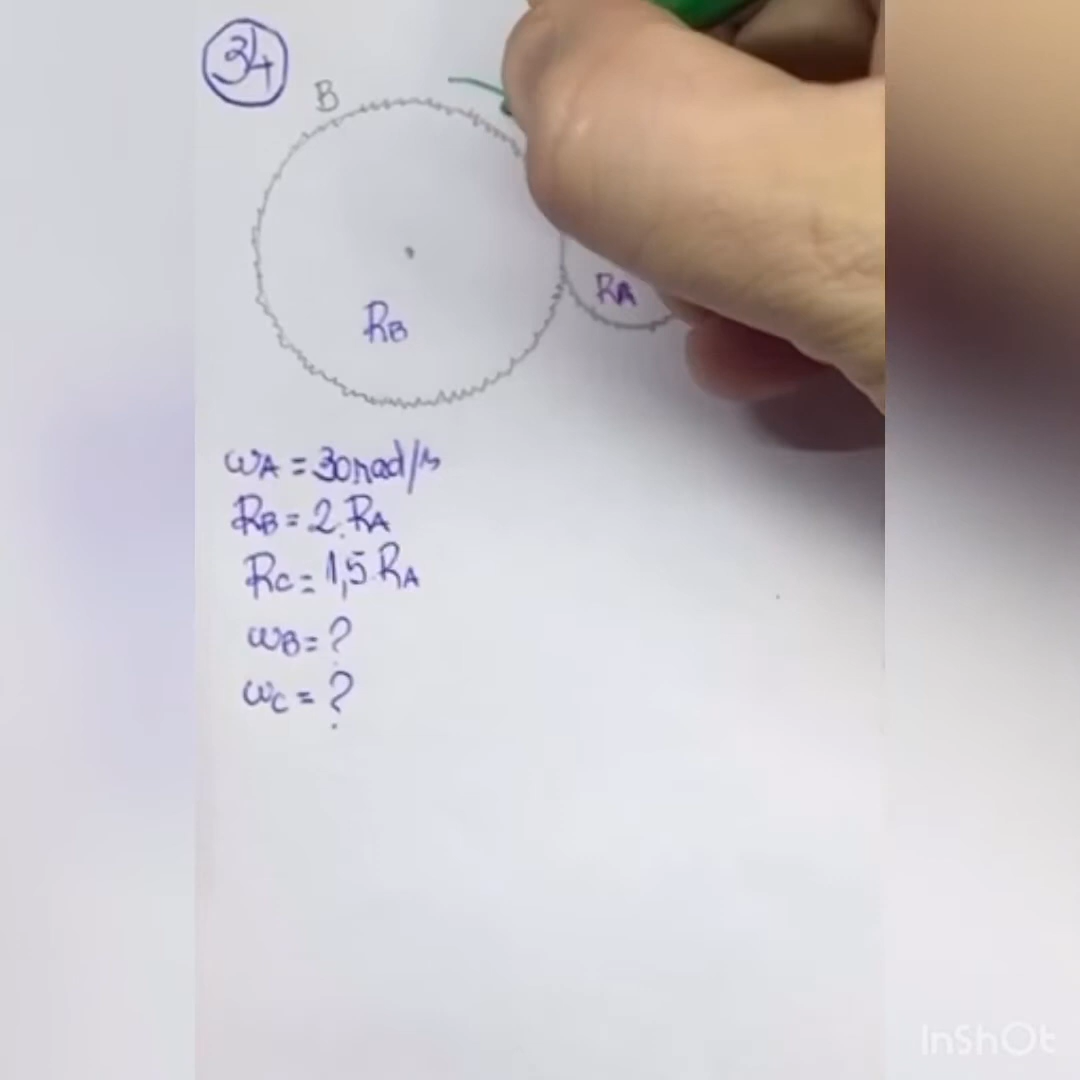 34
B
RB
RA
ωA = 30rad/s
RB = 2.RA
RC = 1,5.RA
ωB = ?
ωC = ?
InShOt